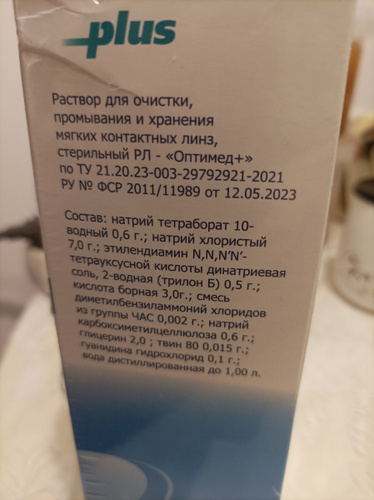 plus
Раствор для очистки,
промывания и хранения
мягких контактных линз,
стерильный РЛ - «Оптимед+»
по ТУ 21.20.23-003-29792921-2021
РУ № ФСР 2011/11989 от 12.05.2023
Состав: натрий тетраборат 10-
водный 0,6 г.; натрий хлористый
7,0 г.; этилендиамин N,N,N'N'-
тетрауксусной кислоты динатриевая
соль, 2-водная (трилон Б) 0,5 г.;
кислота борная 3,0г.; смесь
диметилбензиламмоний хлоридов
из группы ЧАС 0,002 г.; натрий
карбоксиметилцеллюлоза 0,6 г.;
глицерин 2,0 ; твин 80 0,015 г.;
гуанидина гидрохлорид 0,1 г.;
вода дистиллированная до 1,00 л.